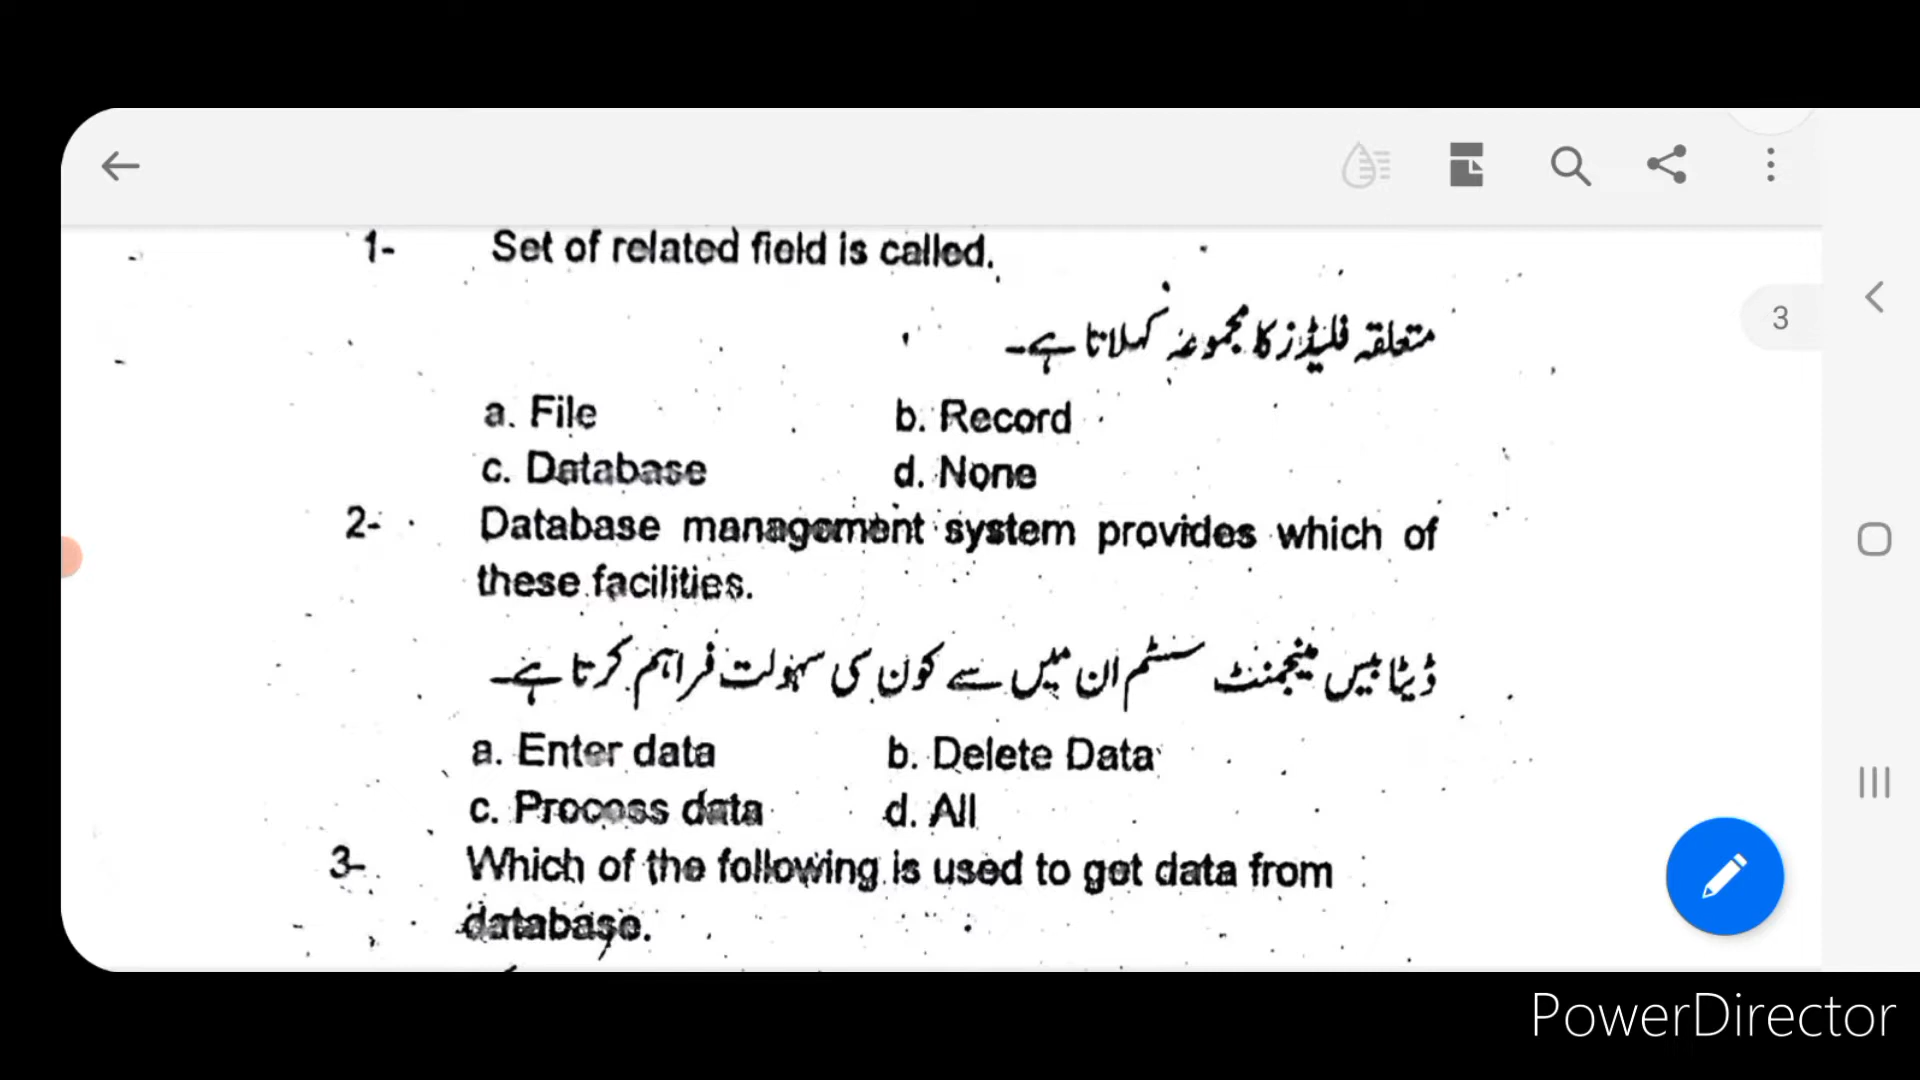 1- Set of related field is called.
متعلقہ فلیڈز کا مجموعہ کہلاتا ہے۔
3
a. File b. Record
c. Database d. None
2- Database management system provides which of
these facilities.
ڈیٹا بیس مینجمنٹ سسٹم ان میں سے کون سی سہولت فراہم کرتا ہے۔
a. Enter data b. Delete Data
c. Process data d. All
3- Which of the following is used to get data from
database.
PowerDirector